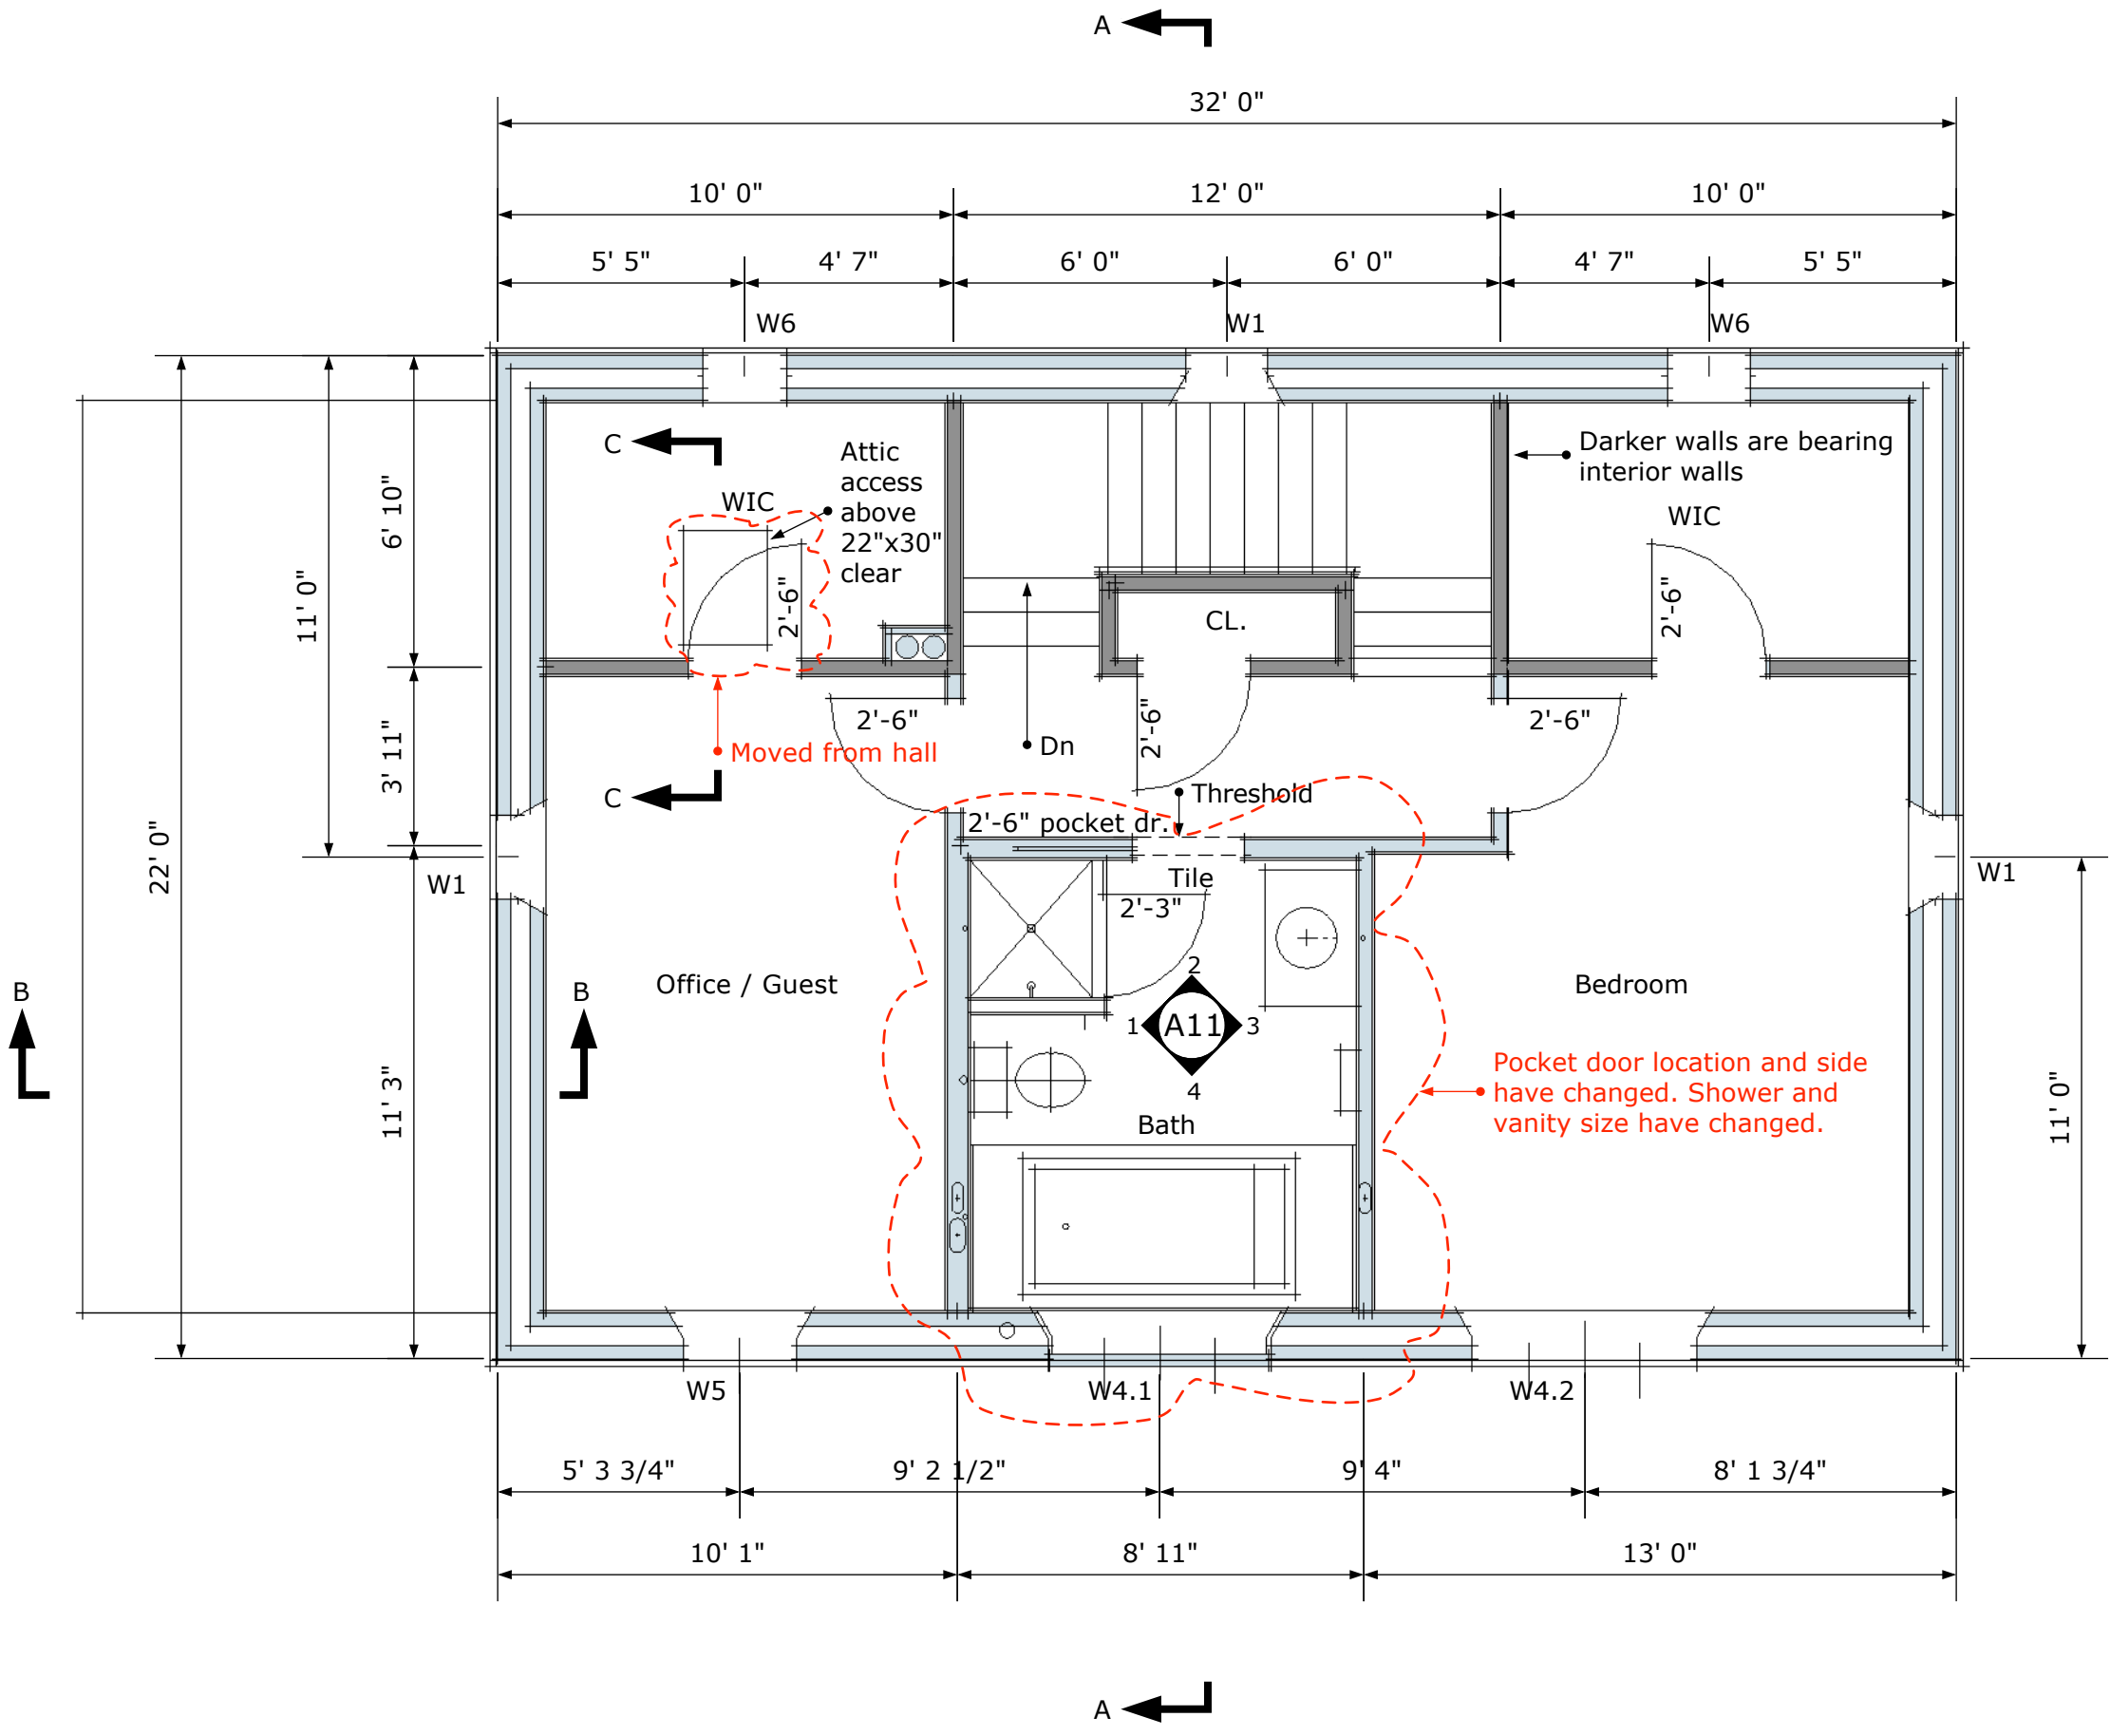 A
32' 0"
10' 0"
12' 0"
10' 0"
5' 5"
4' 7"
6' 0"
6' 0"
4' 7"
5' 5"
W6
W1
W6
C
Attic
access
above
22"x30"
clear
WIC
Darker walls are bearing
interior walls
WIC
6' 10"
11' 0"
2'-6"
CL.
2'-6"
2'-6"
2'-6"
2'-6"
3' 11"
Moved from hall
Dn
C
Threshold
2'-6" pocket dr.
22' 0"
W1
Tile
W1
2'-3"
B
B
Office / Guest
2
Bedroom
1
A11
3
4
Pocket door location and side
have changed. Shower and
vanity size have changed.
11' 3"
11' 0"
Bath
W5
W4.1
W4.2
5' 3 3/4"
9' 2 1/2"
9' 4"
8' 1 3/4"
10' 1"
8' 11"
13' 0"
A